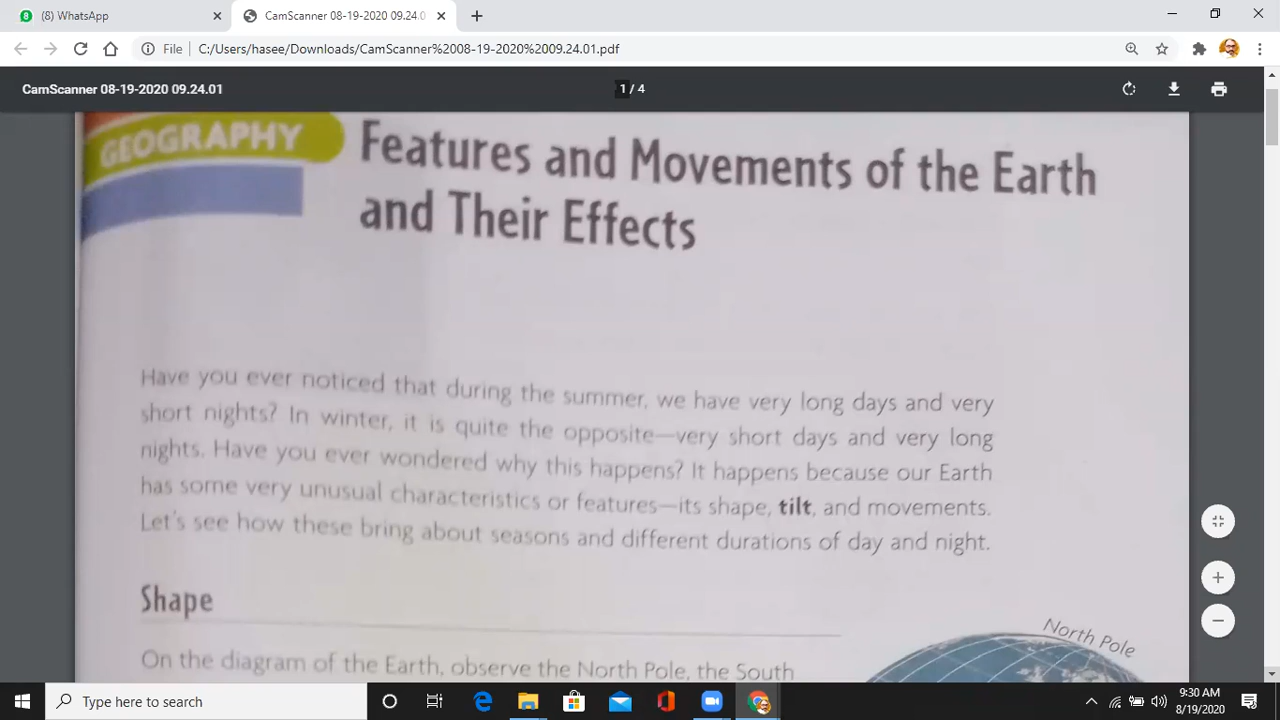 (8) WhatsApp
CamScanner 08-19-2020 09.24.0
File
C:/Users/hasee/Downloads/CamScanner%2008-19-2020%2009.24.01.pdf
CamScanner 08-19-2020 09.24.01
1 / 4
GEOGRAPHY
Features and Movements of the Earth
and Their Effects
Have you ever noticed that during the summer, we have very long days and very
short nights? In winter, it is quite the opposite—very short days and very long
nights. Have you ever wondered why this happens? It happens because our Earth
has some very unusual characteristics or features—its shape, tilt, and movements.
Let's see how these bring about seasons and different durations of day and night.
Shape
North Pole
On the diagram of the Earth, observe the North Pole, the South
Type here to search
9:30 AM
8/19/2020